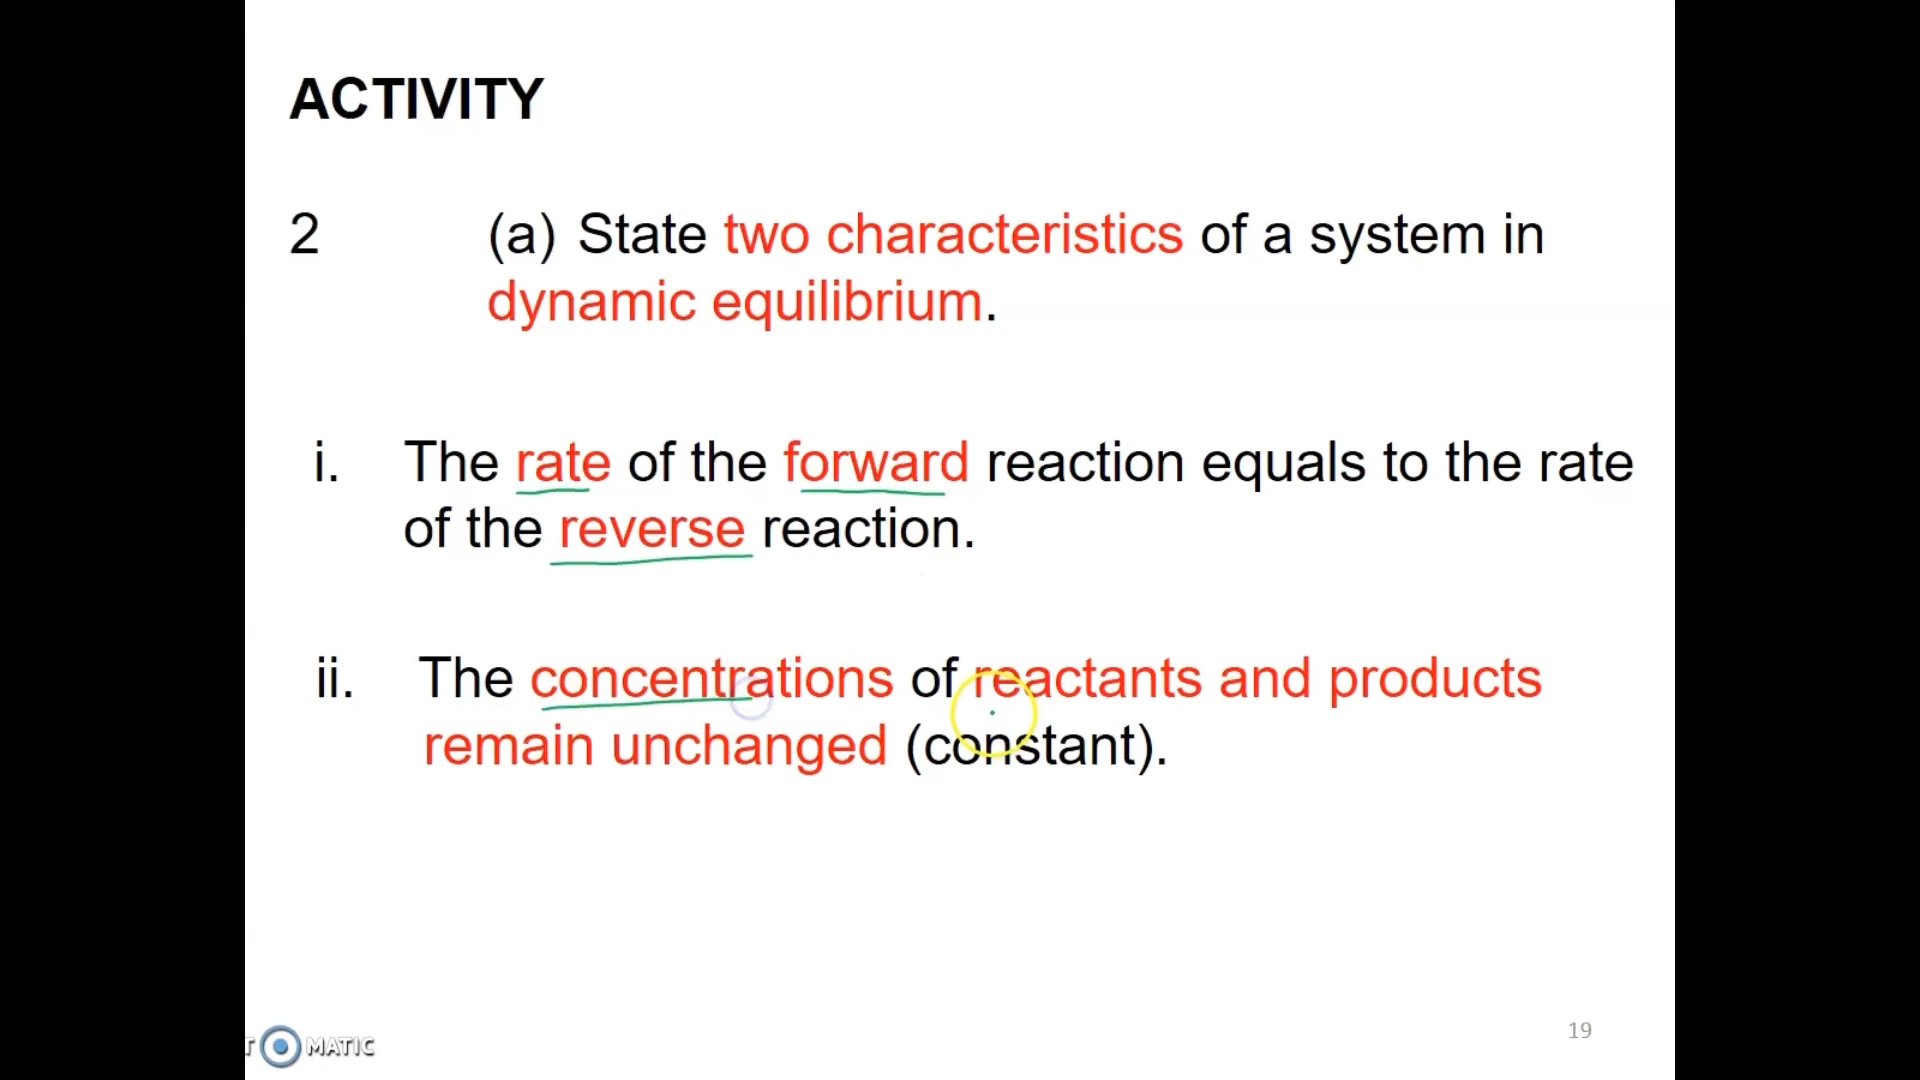 ACTIVITY
2 (a) State two characteristics of a system in
dynamic equilibrium.
i. The rate of the forward reaction equals to the rate
of the reverse reaction.
ii. The concentrations of reactants and products
remain unchanged (constant).
19
MATIC